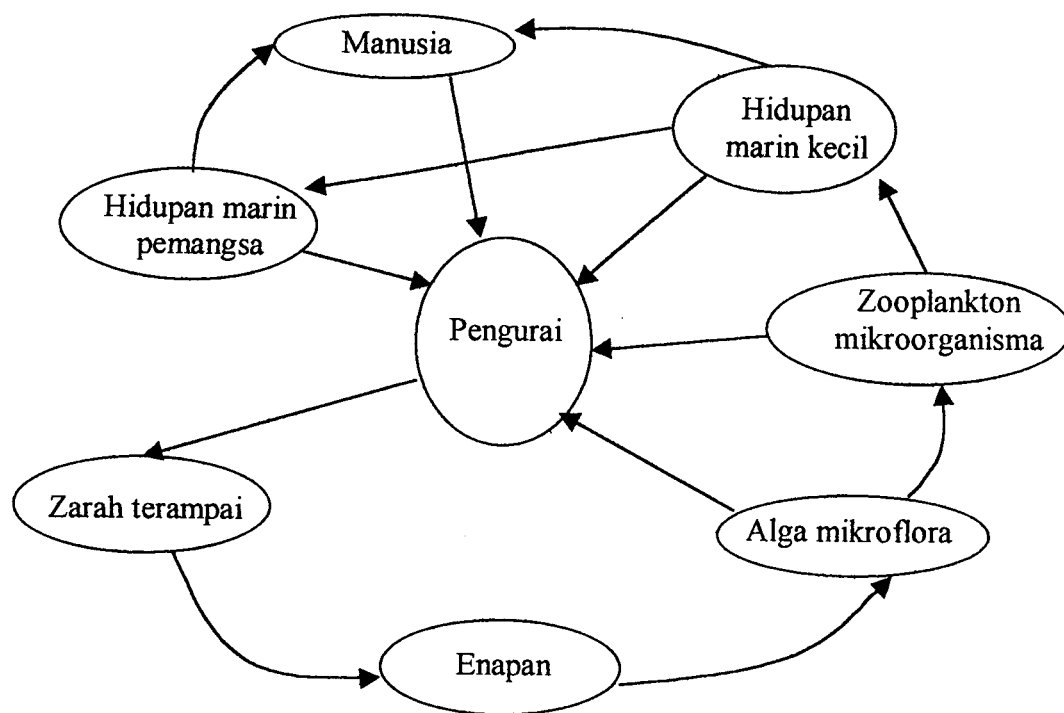 Manusia
Hidupan
marin kecil
Hidupan marin
pemangsa
Pengurai
Zooplankton
mikroorganisma
Zarah terampai
Alga mikroflora
Enapan